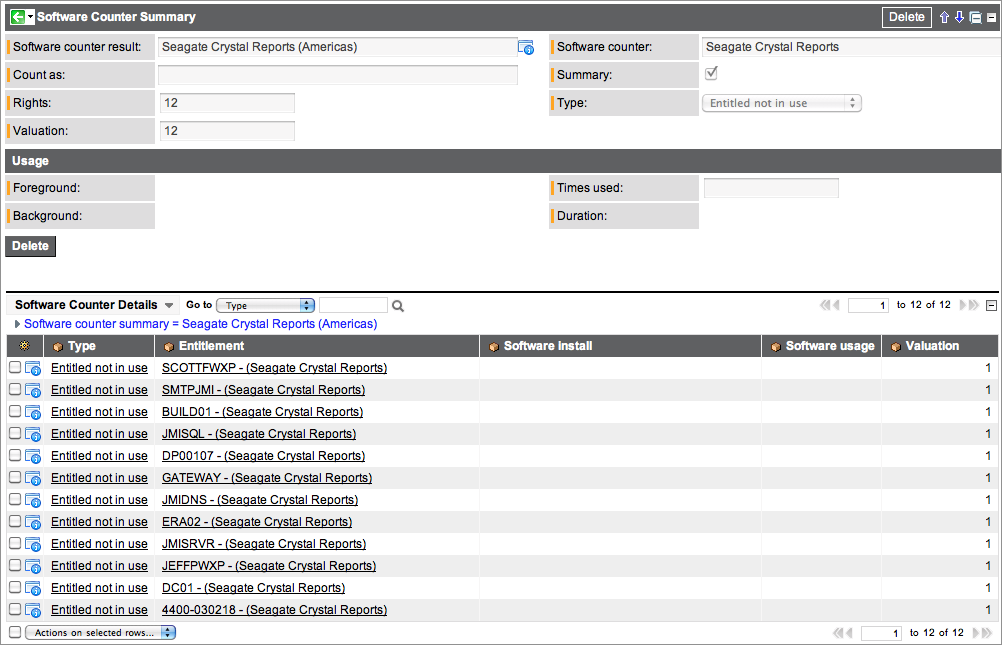 Software Counter Summary Delete
Software counter result: Seagate Crystal Reports (Americas) Software counter: Seagate Crystal Reports
Count as: Summary:
Rights: 12 Type: Entitled not in use
Valuation: 12
Usage
Foreground: Times used:
Background: Duration:
Delete
Software Counter Details Go to Type 1 to 12 of 12
Software counter summary = Seagate Crystal Reports (Americas)
Type Entitlement Software Install Software usage Valuation
Entitled not in use SCOTTFWXP - (Seagate Crystal Reports) 1
Entitled not in use SMTPJMI - (Seagate Crystal Reports) 1
Entitled not in use BUILD01 - (Seagate Crystal Reports) 1
Entitled not in use JMISQL - (Seagate Crystal Reports) 1
Entitled not in use DP00107 - (Seagate Crystal Reports) 1
Entitled not in use GATEWAY - (Seagate Crystal Reports) 1
Entitled not in use JMIDNS - (Seagate Crystal Reports) 1
Entitled not in use ERA02 - (Seagate Crystal Reports) 1
Entitled not in use JMISRVR - (Seagate Crystal Reports) 1
Entitled not in use JEFFPWXP - (Seagate Crystal Reports) 1
Entitled not in use DC01 - (Seagate Crystal Reports) 1
Entitled not in use 4400-030218 - (Seagate Crystal Reports) 1
Actions on selected rows... 1 to 12 of 12